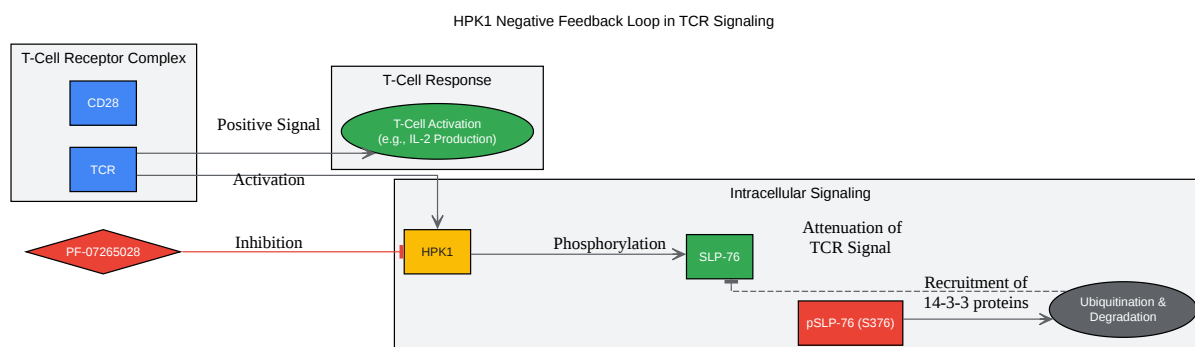 HPK1 Negative Feedback Loop in TCR Signaling
T-Cell Receptor Complex
CD28
TCR
T-Cell Response
T-Cell Activation
(e.g., IL-2 Production)
Positive Signal
Activation
Intracellular Signaling
PF-07265028
Inhibition
HPK1
Phosphorylation
SLP-76
Attenuation of
TCR Signal
Recruitment of
14-3-3 proteins
pSLP-76 (S376)
Ubiquitination &
Degradation